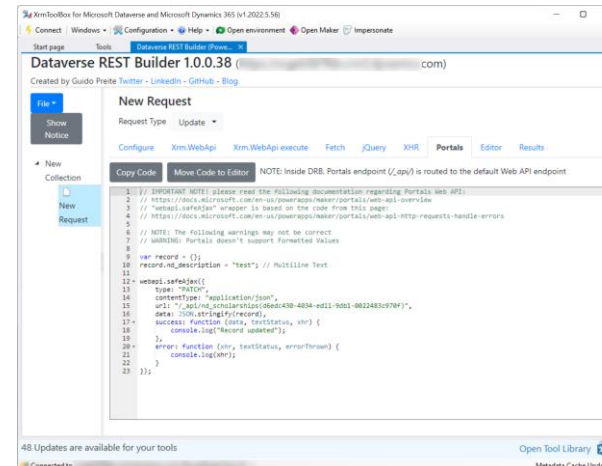 XrmToolBox for Microsoft Dataverse and Microsoft Dynamics 365 (v1.2022.5.56)
Connect Windows Configuration Help Open environment Open Maker Impersonate
Start page Tools Dataverse REST Builder (Powe... ×
Dataverse REST Builder 1.0.0.38 ( com)
Created by Guido Preite Twitter - LinkedIn - GitHub - Blog
File
Show Notice
New Collection
New Request
New Request
Request Type Update
Configure Xrm.WebApi Xrm.WebApi execute Fetch jQuery XHR Portals Editor Results
Copy Code Move Code to Editor NOTE: Inside DRB, Portals endpoint (/_api/) is routed to the default Web API endpoint
1 // IMPORTANT NOTE: please read the following documentation regarding Portals Web API:
2 // https://docs.microsoft.com/en-us/powerapps/maker/portals/web-api-overview
3 // "webapi.safeAjax" wrapper is based on the code from this page:
4 // https://docs.microsoft.com/en-us/powerapps/maker/portals/web-api-http-requests-handle-errors
5
6 // NOTE: The following warnings may not be correct
7 // WARNING: Portals doesn't support Formatted Values
8
9 var record = {};
10 record.nd_description = "test"; // Multiline Text
11
12 webapi.safeAjax({
13 type: "PATCH",
14 contentType: "application/json",
15 url: "/_api/nd_scholarships(d6edc430-4034-ed11-9db1-0022483c970f)",
16 data: JSON.stringify(record),
17 success: function (data, textStatus, xhr) {
18 console.log("Record updated");
19 },
20 error: function (xhr, textStatus, errorThrown) {
21 console.log(xhr);
22 }
23 });
48 Updates are available for your tools Open Tool Library
Connected to Metadata Cache